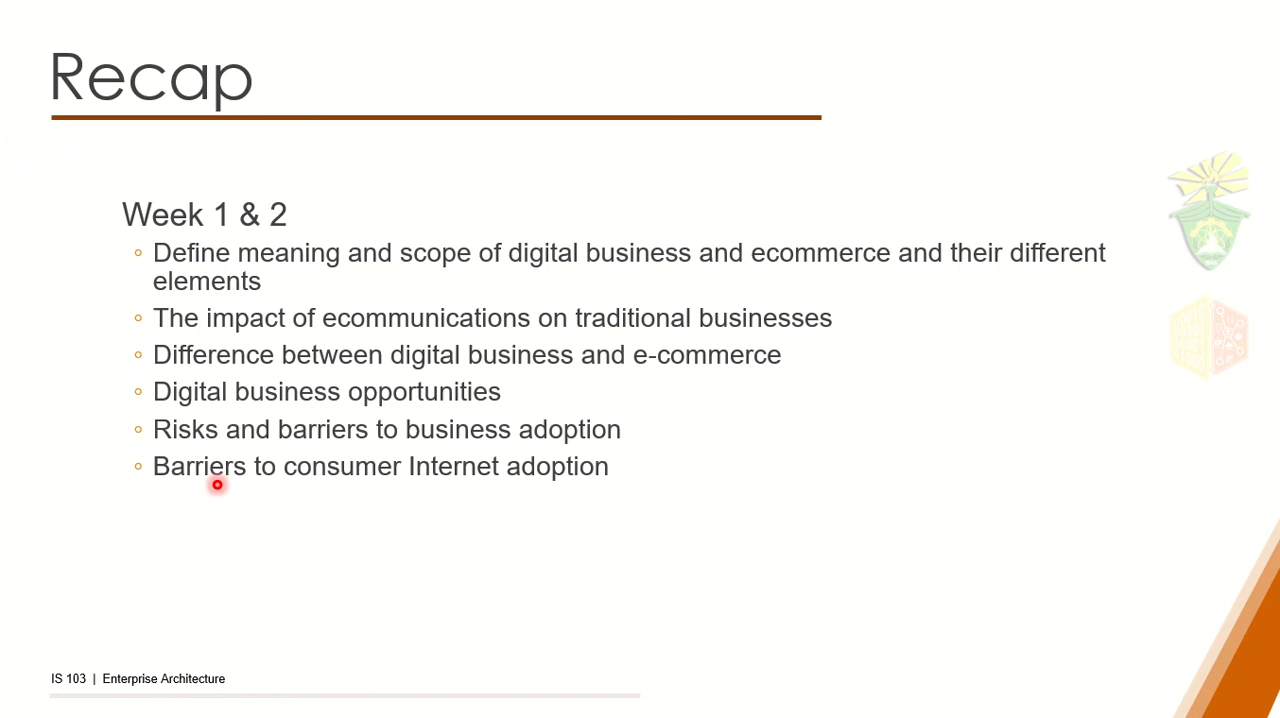 Recap
Week 1 & 2
◦ Define meaning and scope of digital business and ecommerce and their different
elements
◦ The impact of ecommunications on traditional businesses
◦ Difference between digital business and e-commerce
◦ Digital business opportunities
◦ Risks and barriers to business adoption
◦ Barriers to consumer Internet adoption
IS 103 | Enterprise Architecture